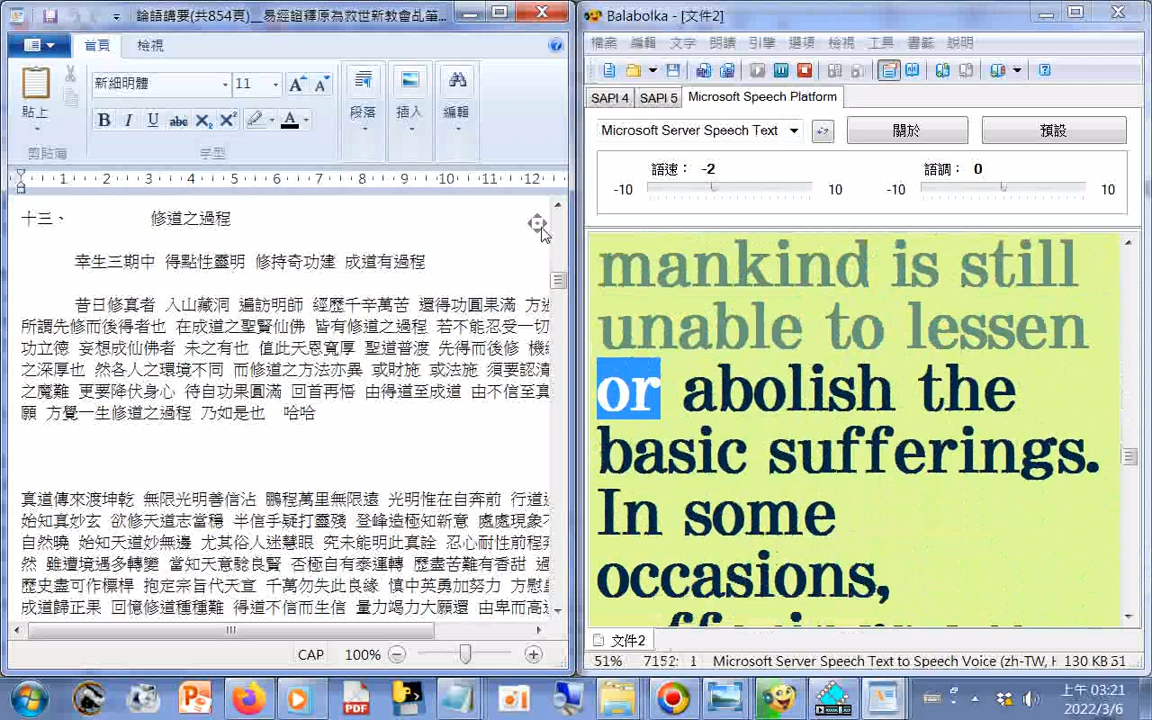 論語講要(共854頁)__易經證釋原為救世新教會乩筆...
首頁 檢視
新細明體 11
貼上
剪貼簿
字型
段落
插入
編輯
1 2 3 4 5 6 7 8 9 10 11 12
十三、 修道之過程
幸生三期中 得點性靈明 修持奇功建 成道有過程
昔日修真者 入山藏洞 遍訪明師 經歷千辛萬苦 還得功圓果滿 方
所謂先修而後得者也 在成道之聖賢仙佛 皆有修道之過程 若不能忍受一切
功立德 妄想成仙佛者 未之有也 值此天恩寬厚 聖道普渡 先得而後修 機
之深厚也 然各人之環境不同 而修道之方法亦異 或財施 或法施 須要認清
之魔難 更要降伏身心 待自功果圓滿 回首再悟 由得道至成道 由不信至真
願 方覺一生修道之過程 乃如是也 哈哈
真道傳來渡坤乾 無限光明善信沾 鵬程萬里無限遠 光明惟在自奔前 行道
始知真妙玄 欲修天道志當穩 半信半疑打靈殘 登峰造極知新意 處處現象
自然曉 始知天道妙無邊 尤其俗人迷慧眼 究未能明此真詮 忍心耐性前程
然 雖遭境遇多轉變 當知天意驗良賢 否極自有泰運轉 歷盡苦難有香甜
歷史盡可作標桿 抱定宗旨代天宣 千萬勿失此良緣 慎中英勇加努力 方慰
成道歸正果 回憶修道種種難 得道不信而生信 量力竭力大願還 由卑而高
CAP 100%
Balabolka - [文件2]
檔案 編輯 文字 朗讀 引擎 選項 檢視 工具 書籤 說明
SAPI 4 SAPI 5 Microsoft Speech Platform
Microsoft Server Speech Text 關於 預設
語速： -2 語調： 0
-10 10 -10 10
mankind is still
unable to lessen
or abolish the
basic sufferings.
In some
occasions,
文件2
51% 7152: 1 Microsoft Server Speech Text to Speech Voice (zh-TW, H 130 KB 31
上午 03:21
2022/3/6